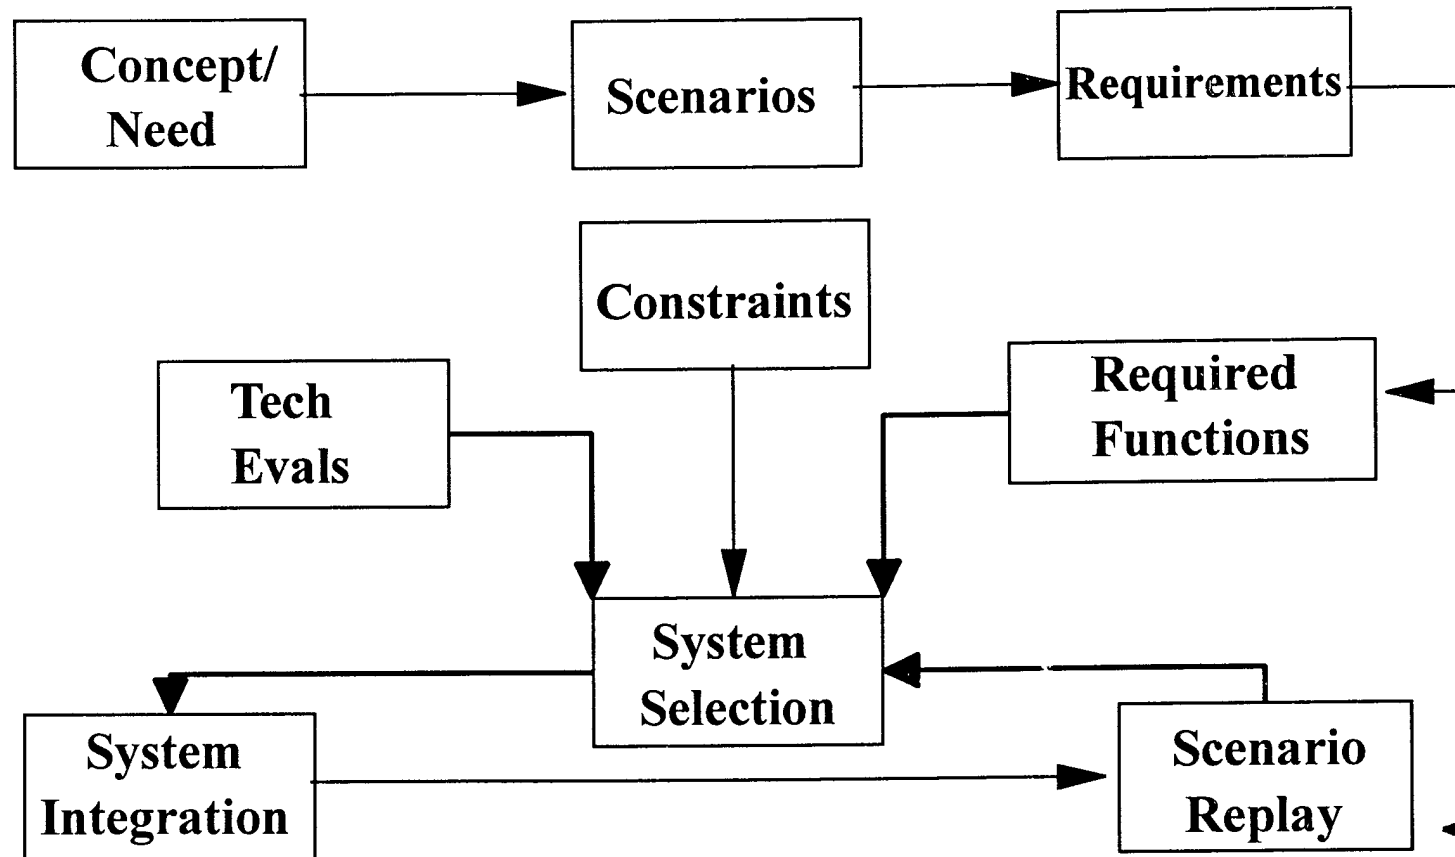 Concept/
Need
Scenarios
Requirements
Constraints
Tech
Evals
Required
Functions
System
Selection
System
Integration
Scenario
Replay